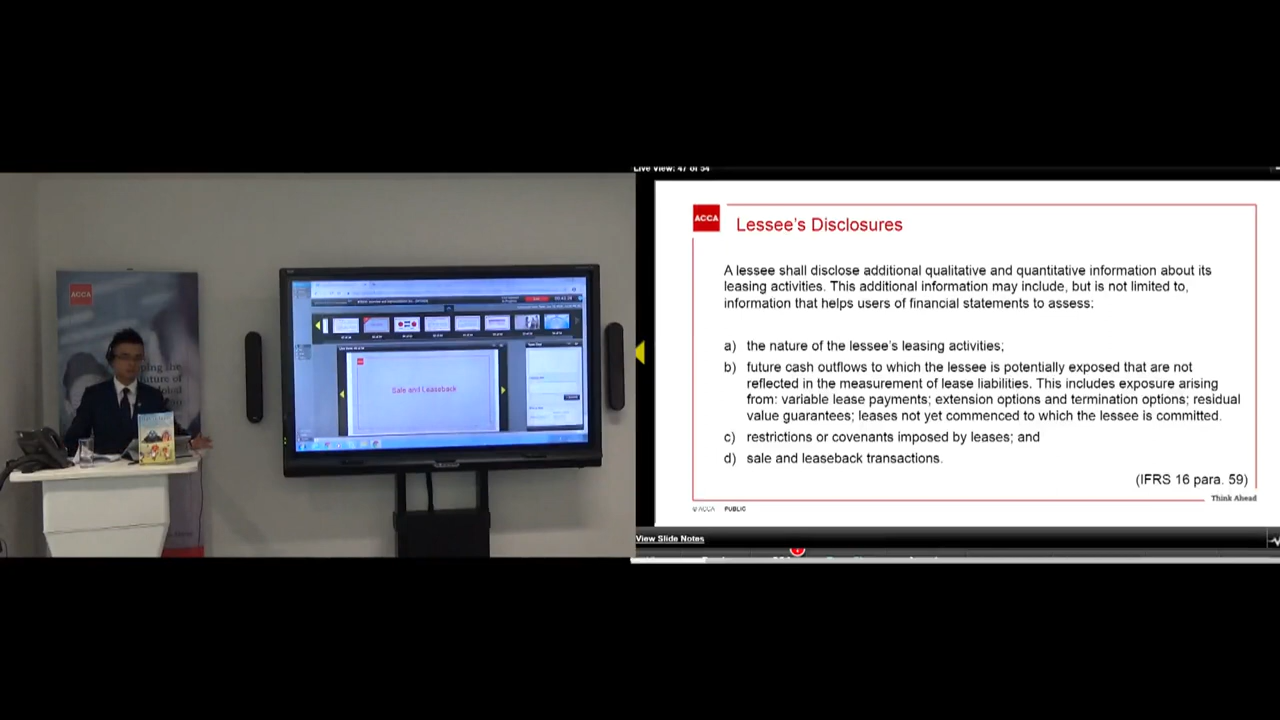 ACCA
ping the
uture of
Sale and Leaseback
Live View: 47 of 54
ACCA
Lessee's Disclosures
A lessee shall disclose additional qualitative and quantitative information about its
leasing activities. This additional information may include, but is not limited to,
information that helps users of financial statements to assess:
a) the nature of the lessee's leasing activities;
b) future cash outflows to which the lessee is potentially exposed that are not
reflected in the measurement of lease liabilities. This includes exposure arising
from: variable lease payments; extension options and termination options; residual
value guarantees; leases not yet commenced to which the lessee is committed.
c) restrictions or covenants imposed by leases; and
d) sale and leaseback transactions.
(IFRS 16 para. 59)
Think Ahead
© ACCA PUBLIC
View Slide Notes